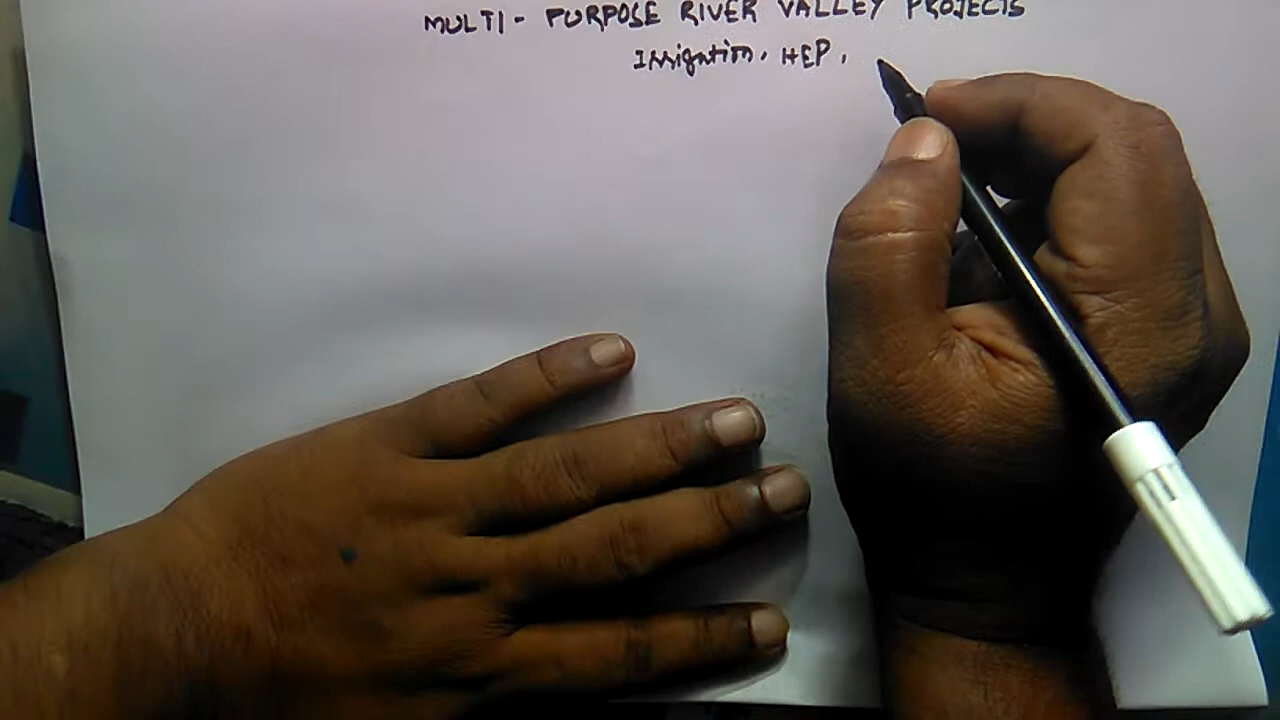 MULTI - PURPOSE RIVER VALLEY PROJECTS
Irrigation, HEP,